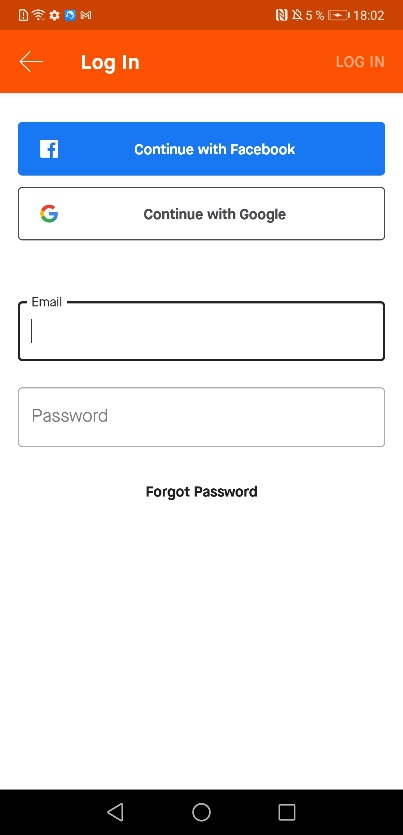 5 % 18:02
Log In LOG IN
Continue with Facebook
Continue with Google
Email
Password
Forgot Password